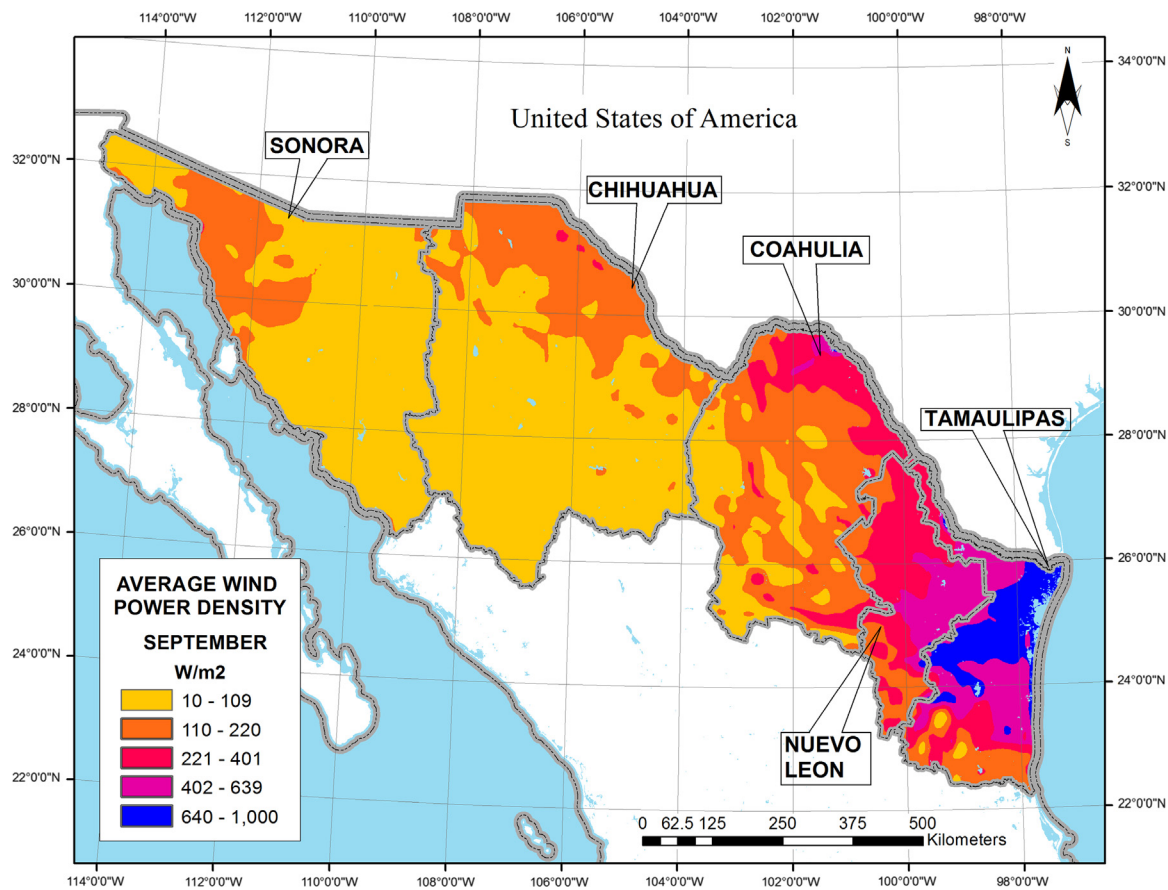 114°0'0"W 112°0'0"W 110°0'0"W 108°0'0"W 106°0'0"W 104°0'0"W 102°0'0"W 100°0'0"W 98°0'0"W
N
34°0'0"N
S
United States of America
SONORA
32°0'0"N
32°0'0"N
CHIHUAHUA
COAHULIA
30°0'0"N
30°0'0"N
28°0'0"N
28°0'0"N
TAMAULIPAS
26°0'0"N
26°0'0"N
24°0'0"N
24°0'0"N
22°0'0"N
22°0'0"N
NUEVO
LEON
AVERAGE WIND
POWER DENSITY
SEPTEMBER
W/m2
10 - 109
110 - 220
221 - 401
402 - 639
640 - 1,000
0 62.5 125 250 375 500
Kilometers
114°0'0"W 112°0'0"W 110°0'0"W 108°0'0"W 106°0'0"W 104°0'0"W 102°0'0"W 100°0'0"W 98°0'0"W